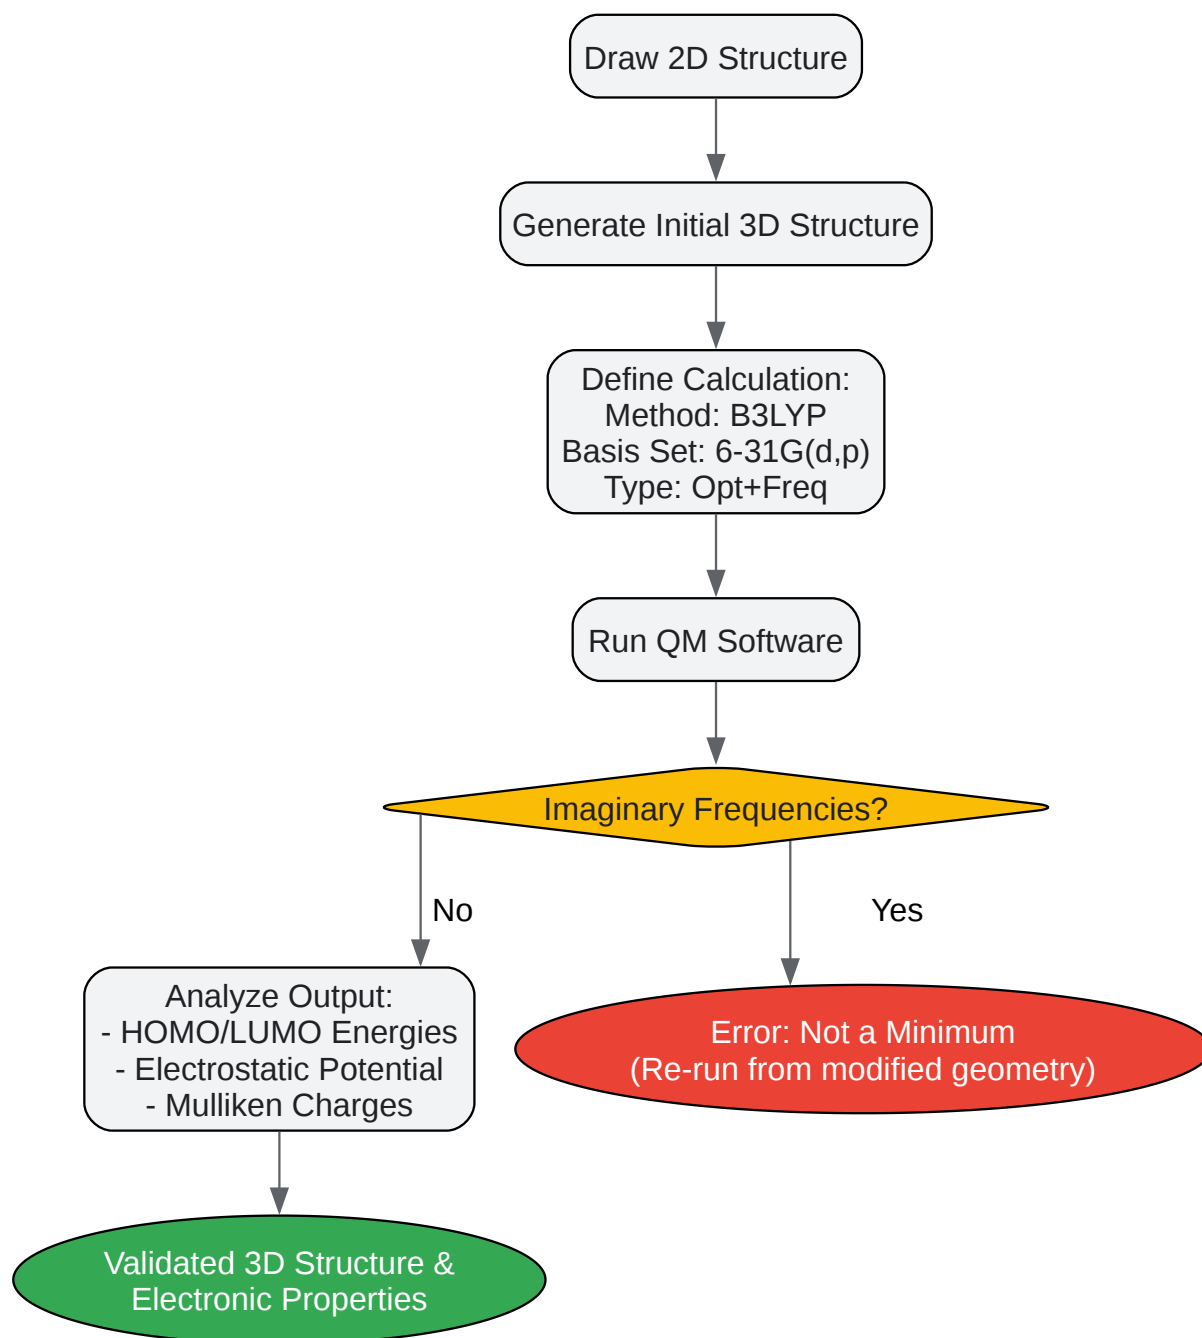 Draw 2D Structure
Generate Initial 3D Structure
Define Calculation:
Method: B3LYP
Basis Set: 6-31G(d,p)
Type: Opt+Freq
Run QM Software
Imaginary Frequencies?
No
Yes
Analyze Output:
- HOMO/LUMO Energies
- Electrostatic Potential
- Mulliken Charges
Error: Not a Minimum
(Re-run from modified geometry)
Validated 3D Structure &
Electronic Properties